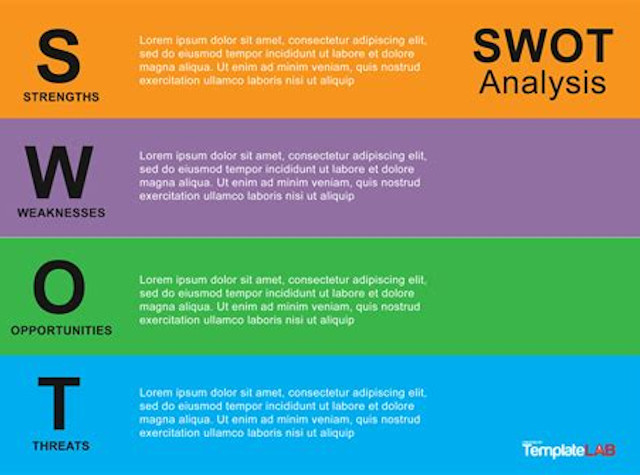 S
STRENGTHS
Lorem ipsum dolor sit amet, consectetur adipiscing
elit, sed do eiusmod tempor incididunt ut labore et dolore
magna aliqua. Ut enim ad minim veniam, quis nostrud
exercitation ullamco laboris nisi ut aliquip
SWOT
Analysis
W
WEAKNESSES
Lorem ipsum dolor sit amet, consectetur adipiscing elit,
sed do eiusmod tempor incididunt ut labore et dolore
magna aliqua. Ut enim ad minim veniam, quis nostrud
exercitation ullamco laboris nisi ut aliquip
O
OPPORTUNITIES
Lorem ipsum dolor sit amet, consectetur adipiscing elit,
sed do eiusmod tempor incididunt ut labore et dolore
magna aliqua. Ut enim ad minim veniam, quis nostrud
exercitation ullamco laboris nisi ut aliquip
T
THREATS
Lorem ipsum dolor sit amet, consectetur adipiscing elit,
sed do eiusmod tempor incididunt ut labore et dolore
magna aliqua. Ut enim ad minim veniam, quis nostrud
exercitation ullamco laboris nisi ut aliquip
TemplateLAB